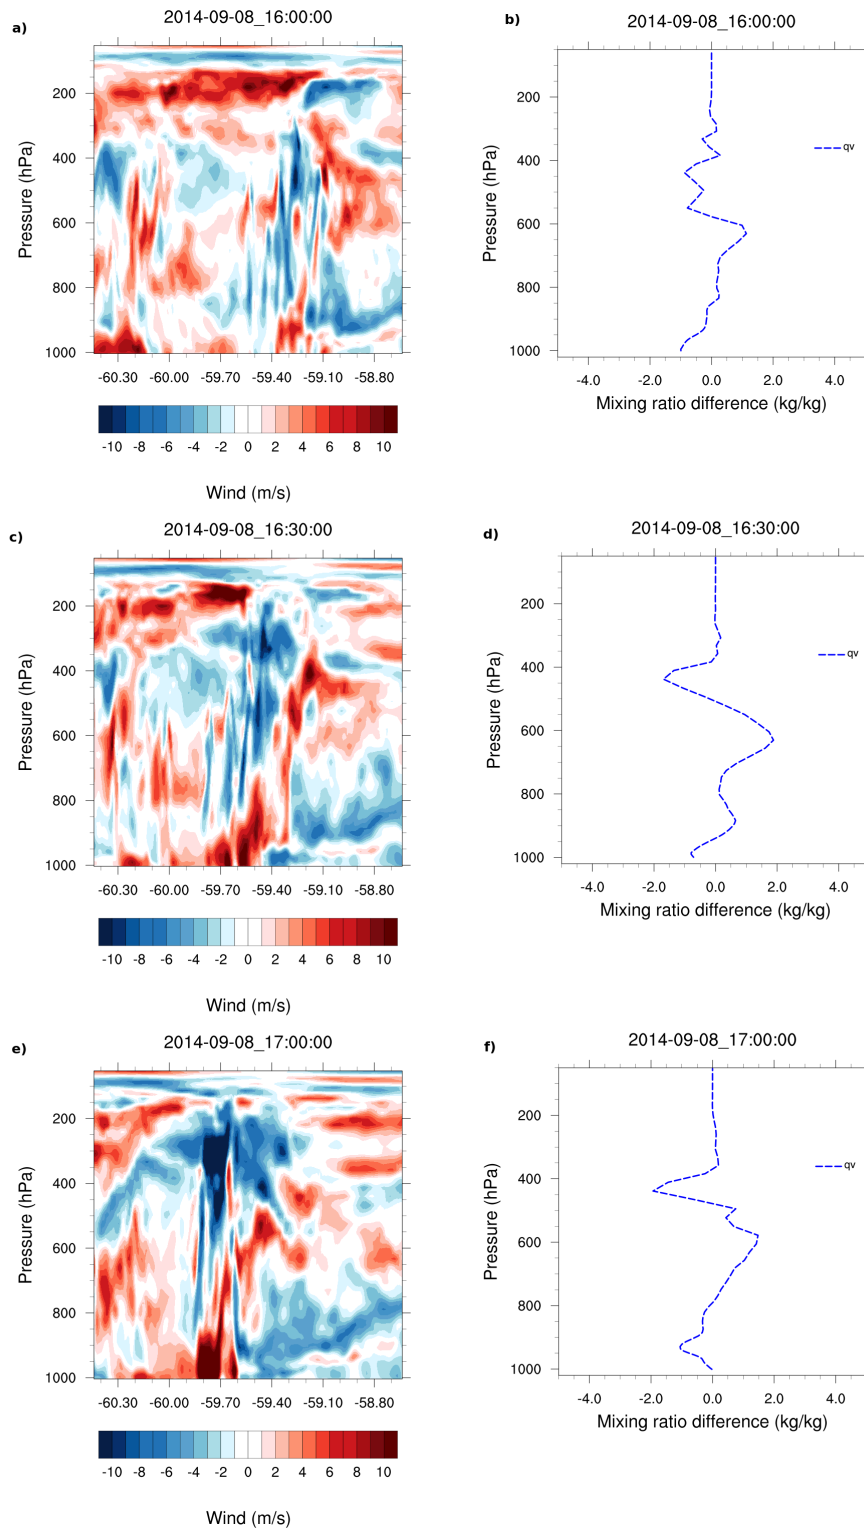 a)
2014-09-08_16:00:00
Pressure (hPa)
200
400
600
800
1000
-60.30 -60.00 -59.70 -59.40 -59.10 -58.80
-10 -8 -6 -4 -2 0 2 4 6 8 10
Wind (m/s)
b)
2014-09-08_16:00:00
Pressure (hPa)
200
400
600
800
1000
qv
-4.0 -2.0 0.0 2.0 4.0
Mixing ratio difference (kg/kg)
c)
2014-09-08_16:30:00
Pressure (hPa)
200
400
600
800
1000
-60.30 -60.00 -59.70 -59.40 -59.10 -58.80
-10 -8 -6 -4 -2 0 2 4 6 8 10
Wind (m/s)
d)
2014-09-08_16:30:00
Pressure (hPa)
200
400
600
800
1000
qv
-4.0 -2.0 0.0 2.0 4.0
Mixing ratio difference (kg/kg)
e)
2014-09-08_17:00:00
Pressure (hPa)
200
400
600
800
1000
-60.30 -60.00 -59.70 -59.40 -59.10 -58.80
-10 -8 -6 -4 -2 0 2 4 6 8 10
Wind (m/s)
f)
2014-09-08_17:00:00
Pressure (hPa)
200
400
600
800
1000
qv
-4.0 -2.0 0.0 2.0 4.0
Mixing ratio difference (kg/kg)